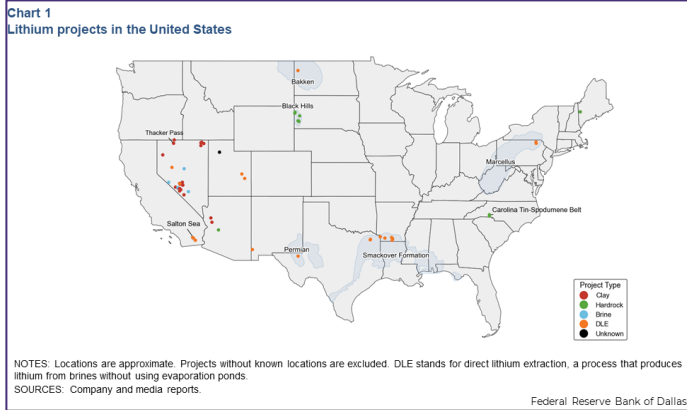 Chart 1
Lithium projects in the United States
Bakken
Black Hills
Thacker Pass
Marcellus
Carolina Tin-Spodumene Belt
Salton Sea
Permian
Smackover Formation
Project Type
Clay
Hardrock
Brine
DLE
Unknown
NOTES: Locations are approximate. Projects without known locations are excluded. DLE stands for direct lithium extraction, a process that produces
lithium from brines without using evaporation ponds.
SOURCES: Company and media reports.
Federal Reserve Bank of Dallas